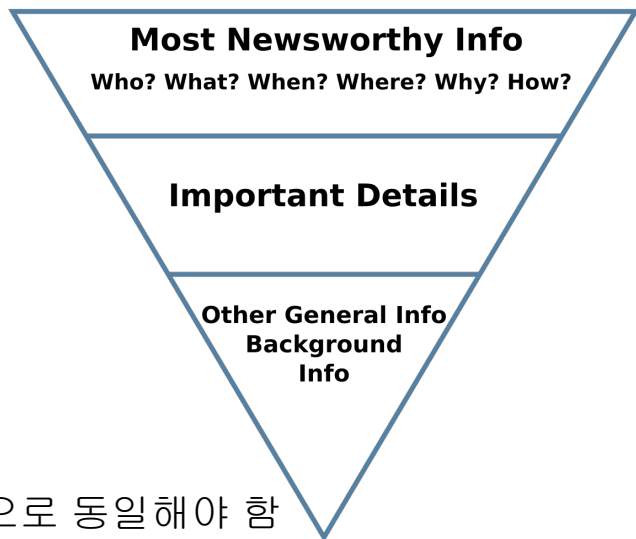 Most Newsworthy Info
Who? What? When? Where? Why? How?
Important Details
Other General Info
Background
Info
으로 동일해야 함